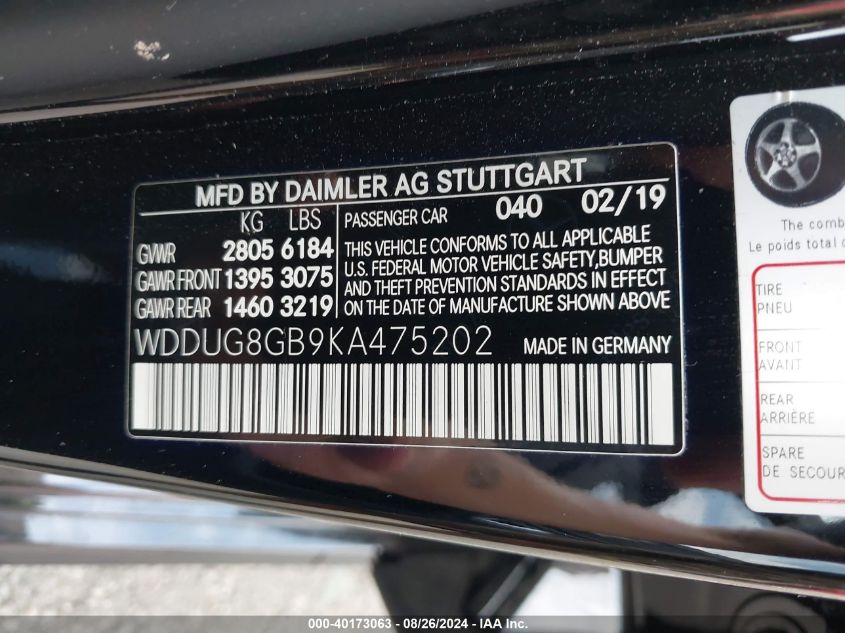 MFD BY DAIMLER AG STUTTGART
KG LBS
GVWR 2805 6184
GAWR FRONT 1395 3075
GAWR REAR 1460 3219
PASSENGER CAR 040 02/19
THIS VEHICLE CONFORMS TO ALL APPLICABLE
U.S. FEDERAL MOTOR VEHICLE SAFETY,BUMPER
AND THEFT PREVENTION STANDARDS IN EFFECT
ON THE DATE OF MANUFACTURE SHOWN ABOVE
WDDUG8GB9KA475202 MADE IN GERMANY
The comb
Le poids total
TIRE
PNEU
FRONT
AVANT
REAR
ARRIÈRE
SPARE
DE SECOUR
000-40173063 - 08/26/2024 - IAA Inc.